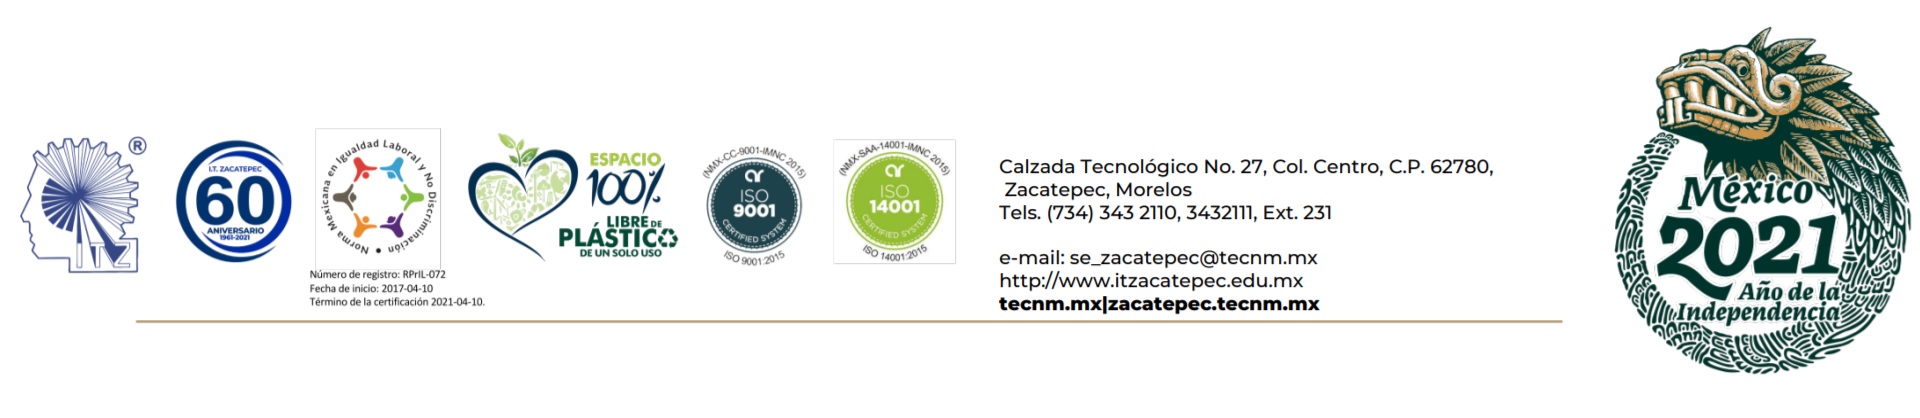 ITZ
®
I.T. ZACATEPEC
60
ANIVERSARIO
1961-2021
Norma Mexicana en Igualdad Laboral y No Discriminación
Número de registro: RPrIL-072
Fecha de inicio: 2017-04-10
Término de la certificación 2021-04-10.
ESPACIO
100%
LIBRE DE
PLÁSTICO
DE UN SOLO USO
(NMX-CC-9001-IMNC 2015)
ISO
9001
CERTIFIED SYSTEM
ISO 9001:2015
(NMX-SAA-14001-IMNC 2015)
ISO
14001
CERTIFIED SYSTEM
ISO 14001:2015
Calzada Tecnológico No. 27, Col. Centro, C.P. 62780,
Zacatepec, Morelos
Tels. (734) 343 2110, 3432111, Ext. 231
e-mail: se_zacatepec@tecnm.mx
http://www.itzacatepec.edu.mx
tecnm.mx|zacatepec.tecnm.mx
México
2021
Año de la
Independencia